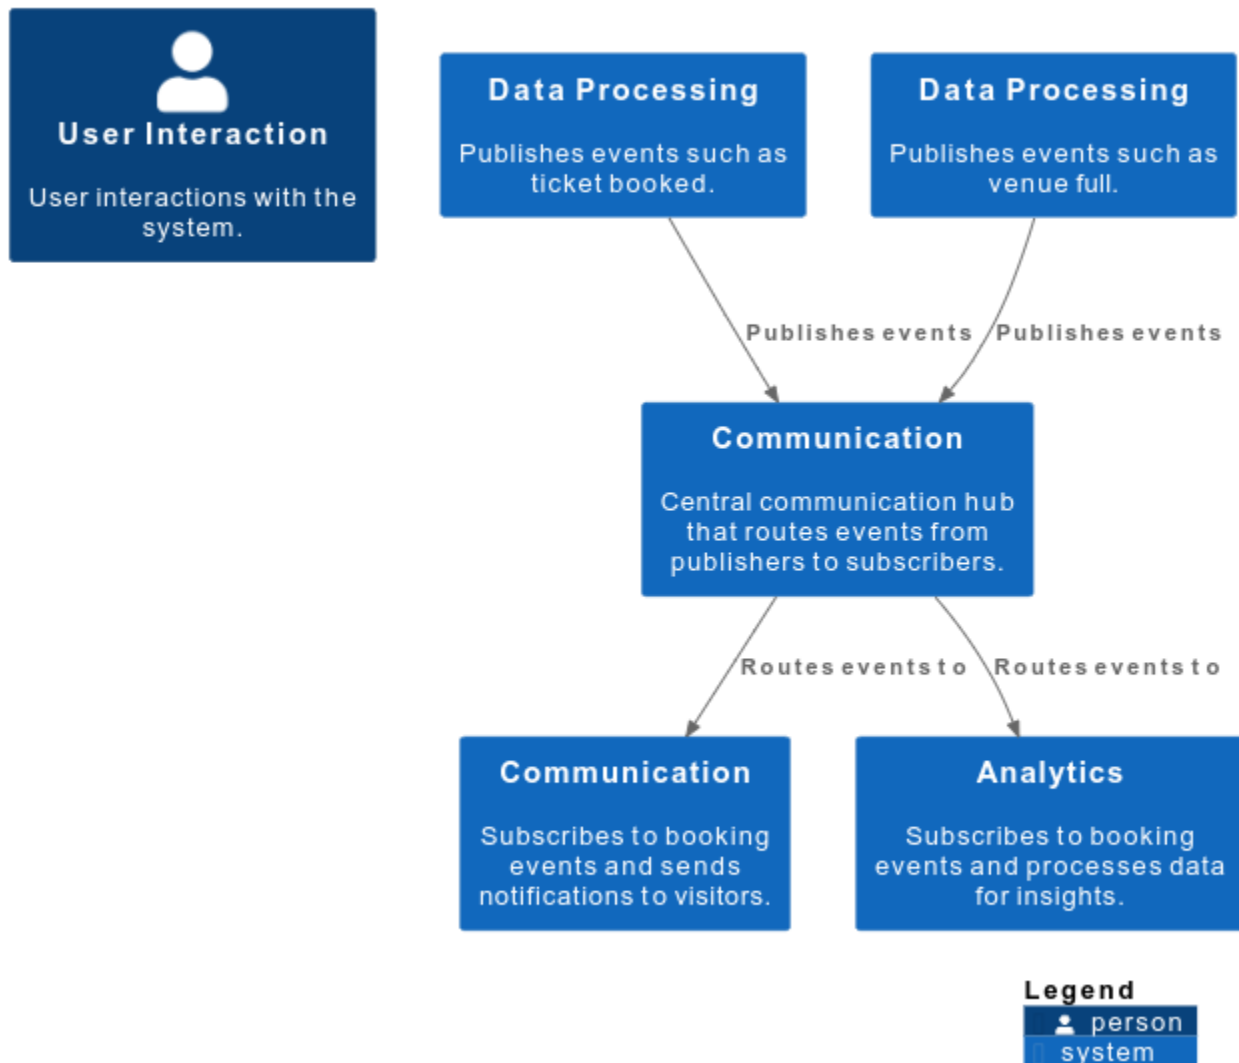 User Interaction
User interactions with the
system.
Data Processing
Publishes events such as
ticket booked.
Data Processing
Publishes events such as
venue full.
Publishes events
Publishes events
Communication
Central communication hub
that routes events from
publishers to subscribers.
Routes events to
Routes events to
Communication
Subscribes to booking
events and sends
notifications to visitors.
Analytics
Subscribes to booking
events and processes data
for insights.
Legend
person
system